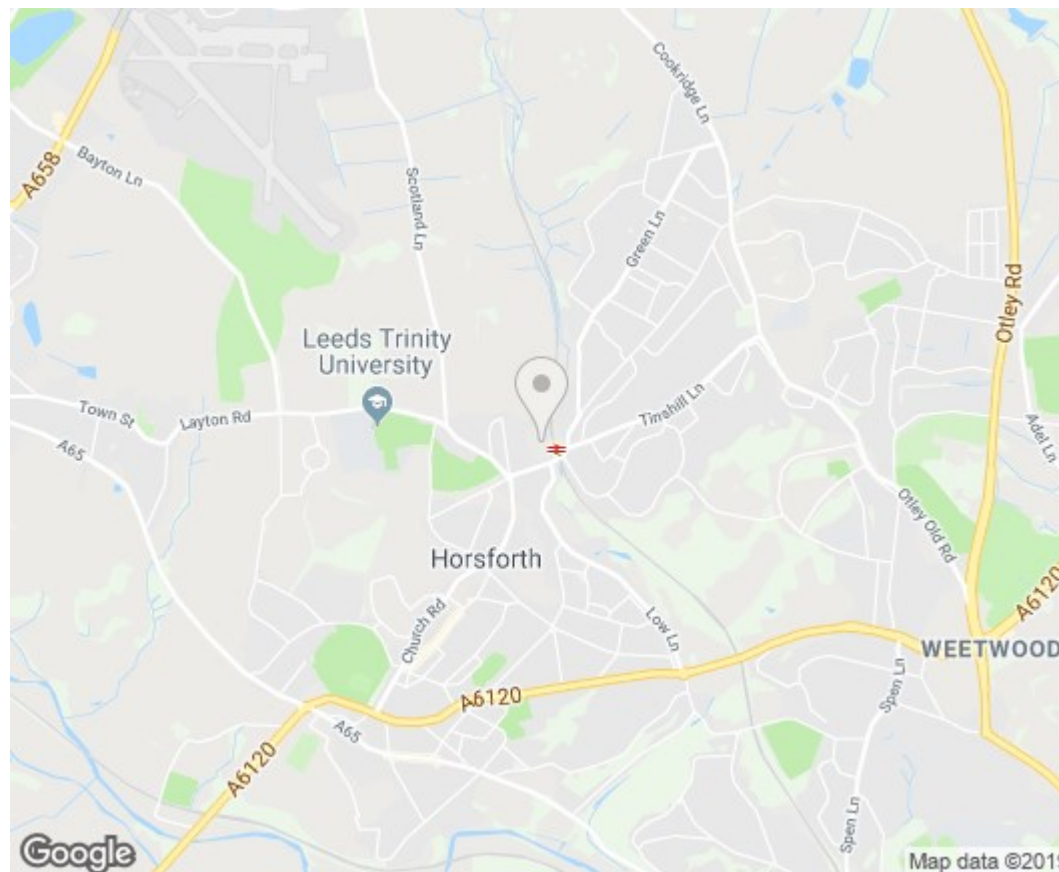 Cookridge Ln
A658
Bayton Ln
Scotland Ln
Green Ln
Otley Rd
Leeds Trinity
University
Tinshill Ln
Town St
Layton Rd
A65
Adel Ln
Otley Old Rd
Horsforth
A6120
Church Rd
Low Ln
WEETWOOD
Spen Ln
A6120
A65
A6120
Spen Ln
Google
Map data ©2019